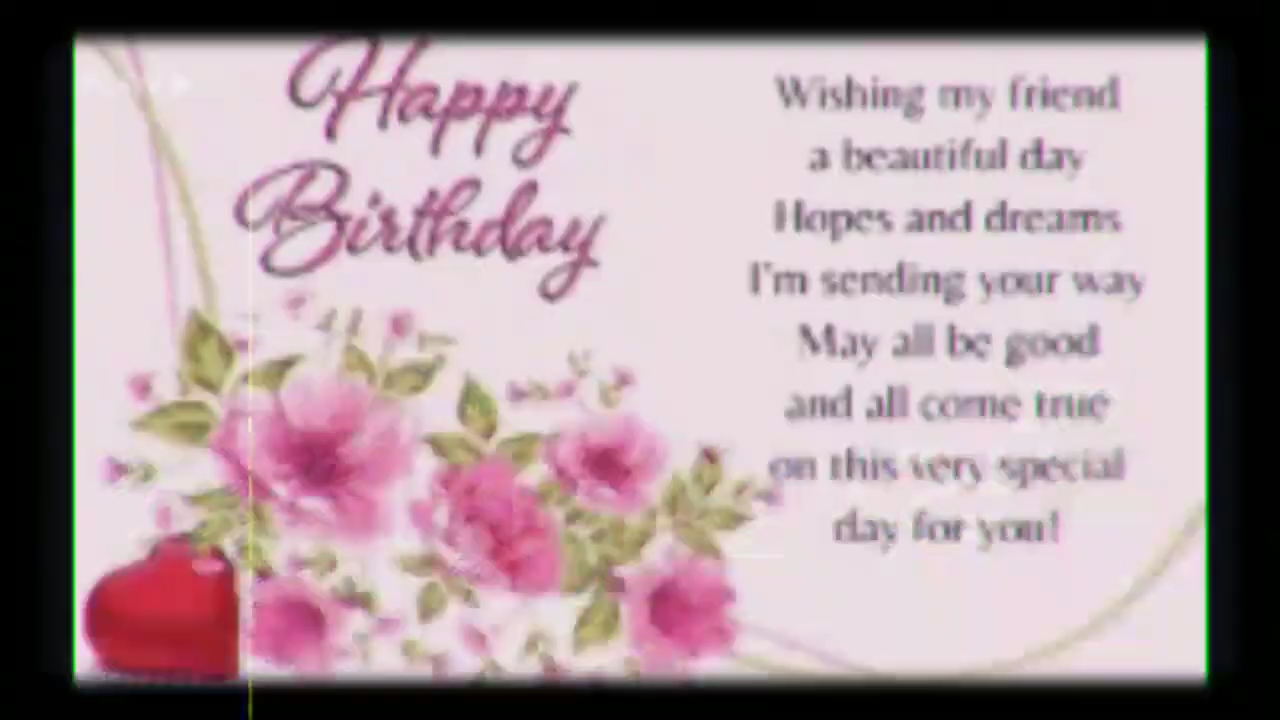 Happy
Birthday
Wishing my friend
a beautiful day
Hopes and dreams
I'm sending your way
May all be good
and all come true
on this very special
day for you!